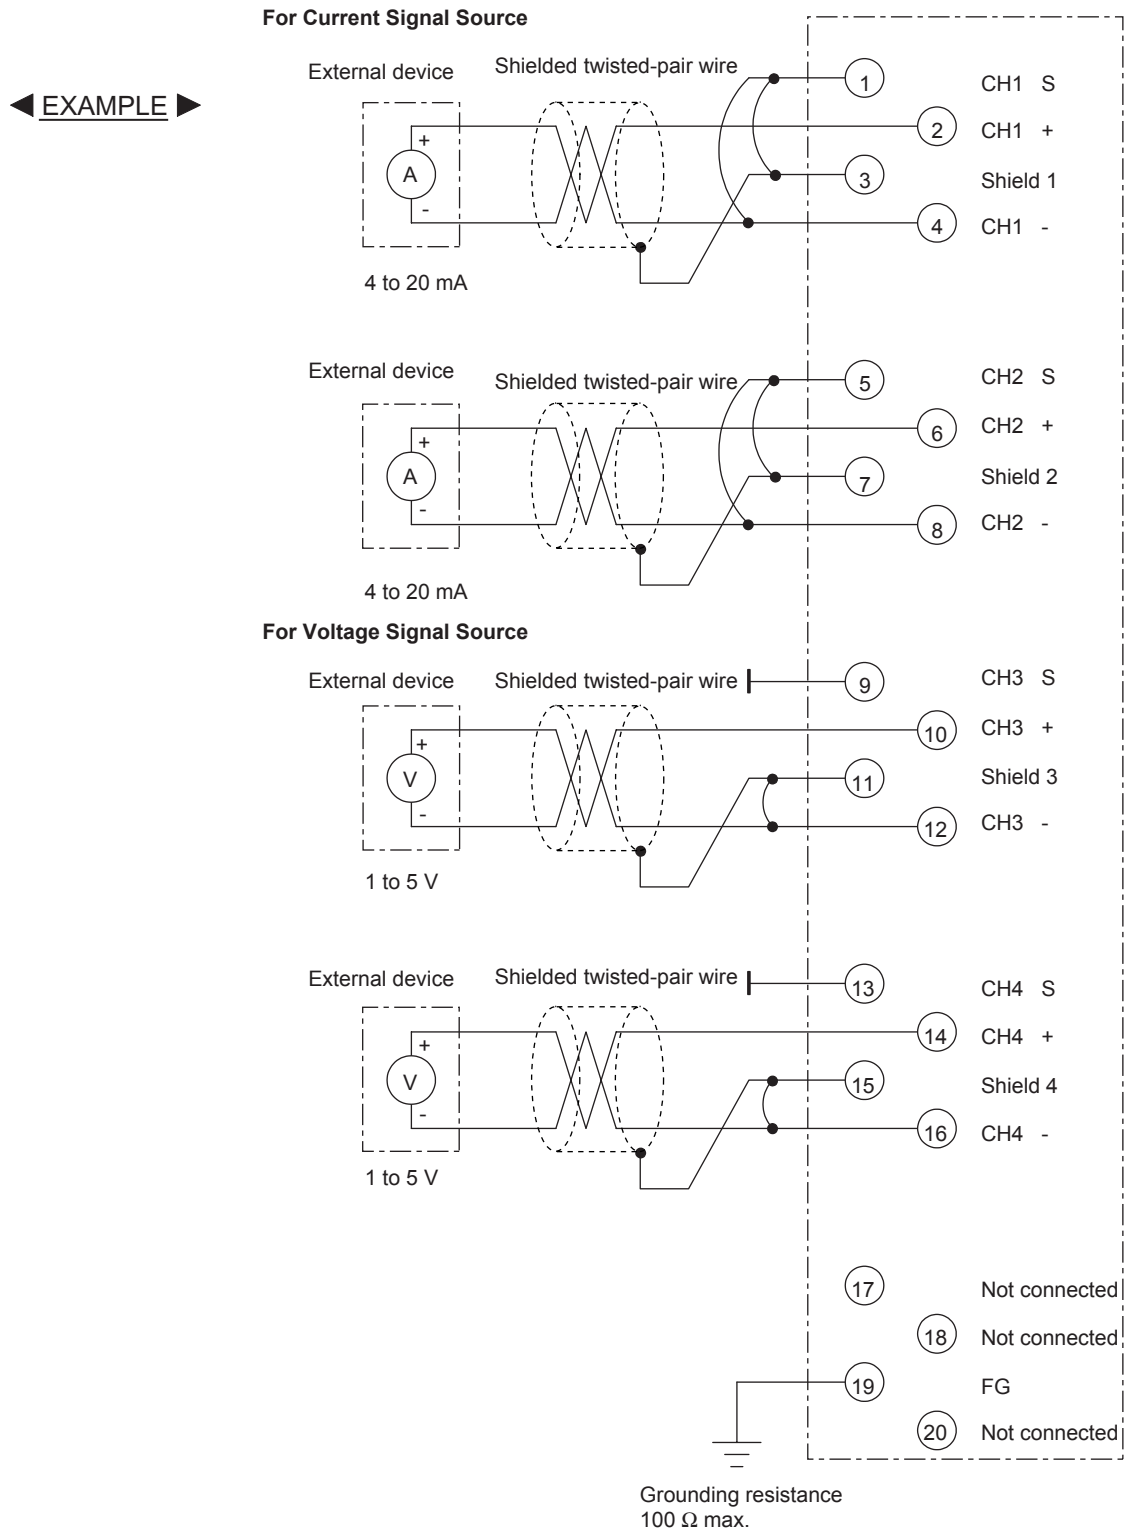 For Current Signal Source
◀ EXAMPLE ▶
External device
Shielded twisted-pair wire
1
CH1 S
+
2
CH1 +
A
3
Shield 1
-
4
CH1 -
4 to 20 mA
External device
Shielded twisted-pair wire
5
CH2 S
+
6
CH2 +
A
7
Shield 2
-
8
CH2 -
4 to 20 mA
For Voltage Signal Source
External device
Shielded twisted-pair wire
9
CH3 S
+
10
CH3 +
V
11
Shield 3
-
12
CH3 -
1 to 5 V
External device
Shielded twisted-pair wire
13
CH4 S
+
14
CH4 +
V
15
Shield 4
-
16
CH4 -
1 to 5 V
17
Not connected
18
Not connected
19
FG
20
Not connected
Grounding resistance
100 Ω max.